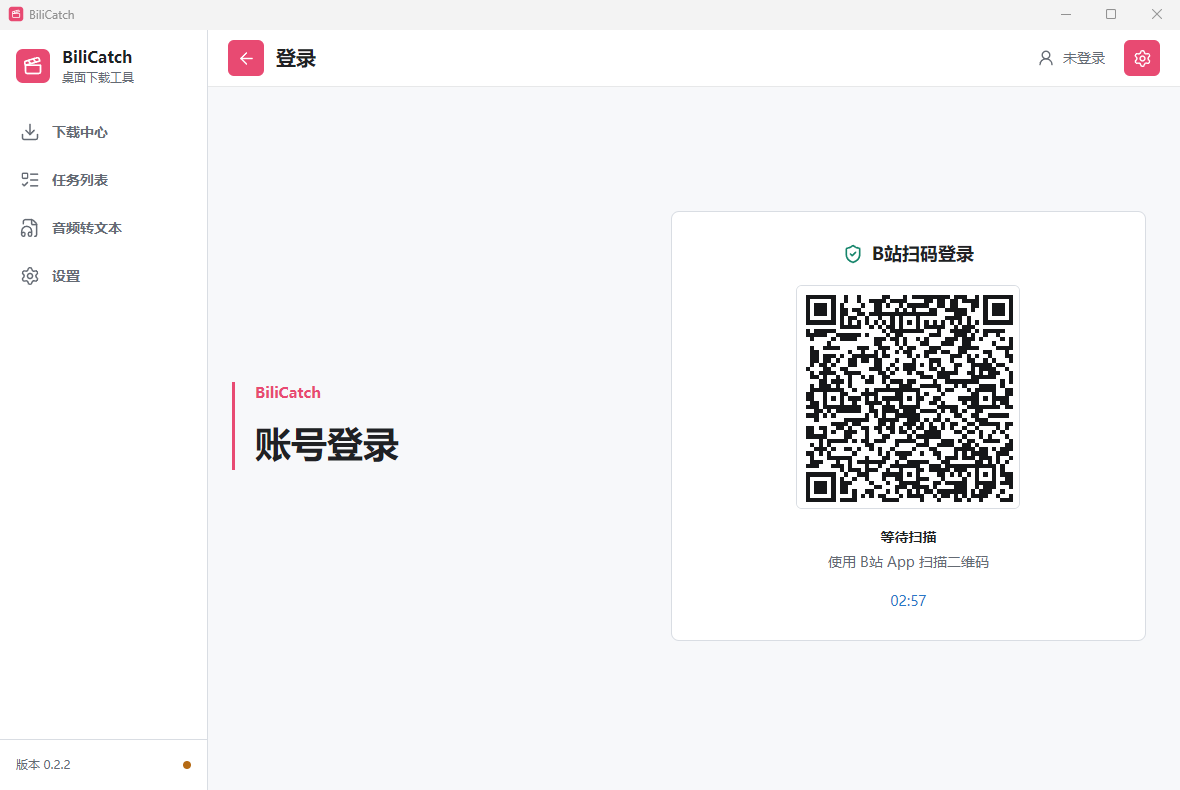 BiliCatch
BiliCatch
桌面下载工具
下载中心
任务列表
音频转文本
设置
版本 0.2.2
登录
未登录
BiliCatch
账号登录
B站扫码登录
等待扫描
使用 B站 App 扫描二维码
02:57